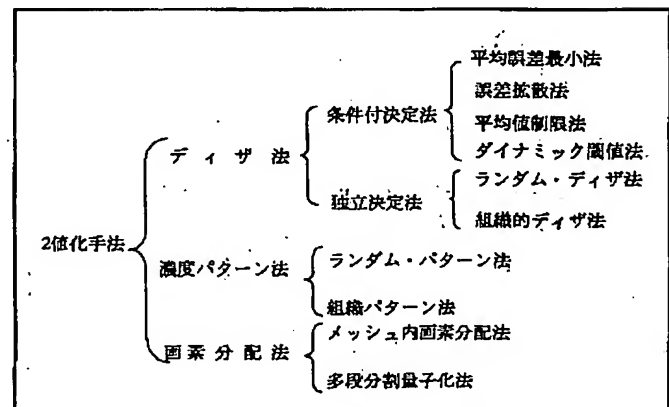 平均誤差最小法
誤差拡散法
条件付決定法
平均値制限法
ディザ法
ダイナミック閾値法
ランダム・ディザ法
独立決定法
組織的ディザ法
2値化手法
ランダム・パターン法
濃度パターン法
組織パターン法
メッシュ内画素分配法
画素分配法
多段分割量子化法